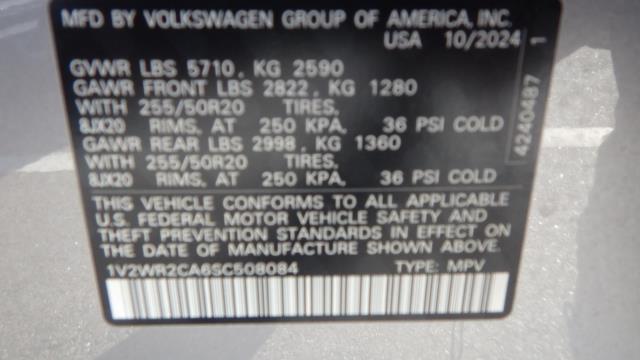 MFD BY VOLKSWAGEN GROUP OF AMERICA, INC.
USA 10/2024
GVWR LBS 5710, KG 2590
GAWR FRONT LBS 2822, KG 1280
WITH 255/50R20 TIRES,
8JX20 RIMS, AT 250 KPA, 36 PSI COLD
GAWR REAR LBS 2998, KG 1360
WITH 255/50R20 TIRES,
8JX20 RIMS, AT 250 KPA, 36 PSI COLD
THIS VEHICLE CONFORMS TO ALL APPLICABLE
U.S. FEDERAL MOTOR VEHICLE SAFETY AND
THEFT PREVENTION STANDARDS IN EFFECT ON
THE DATE OF MANUFACTURE SHOWN ABOVE.
1V2WR2CA6SC508084 TYPE: MPV
4240487 1